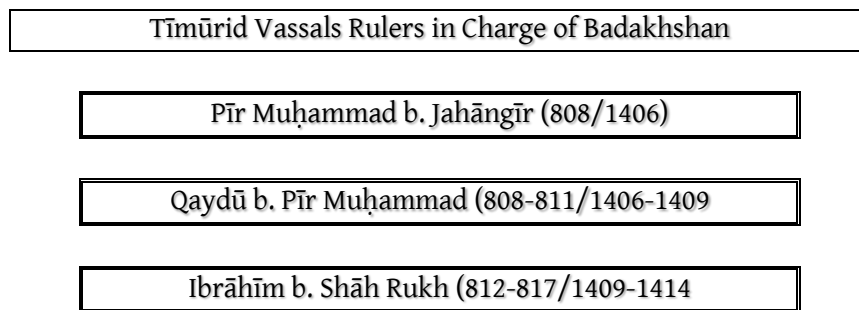 Tīmūrid Vassals Rulers in Charge of Badakhshan
Pīr Muḥammad b. Jahāngīr (808/1406)
Qaydū b. Pīr Muḥammad (808-811/1406-1409
Ibrāhīm b. Shāh Rukh (812-817/1409-1414